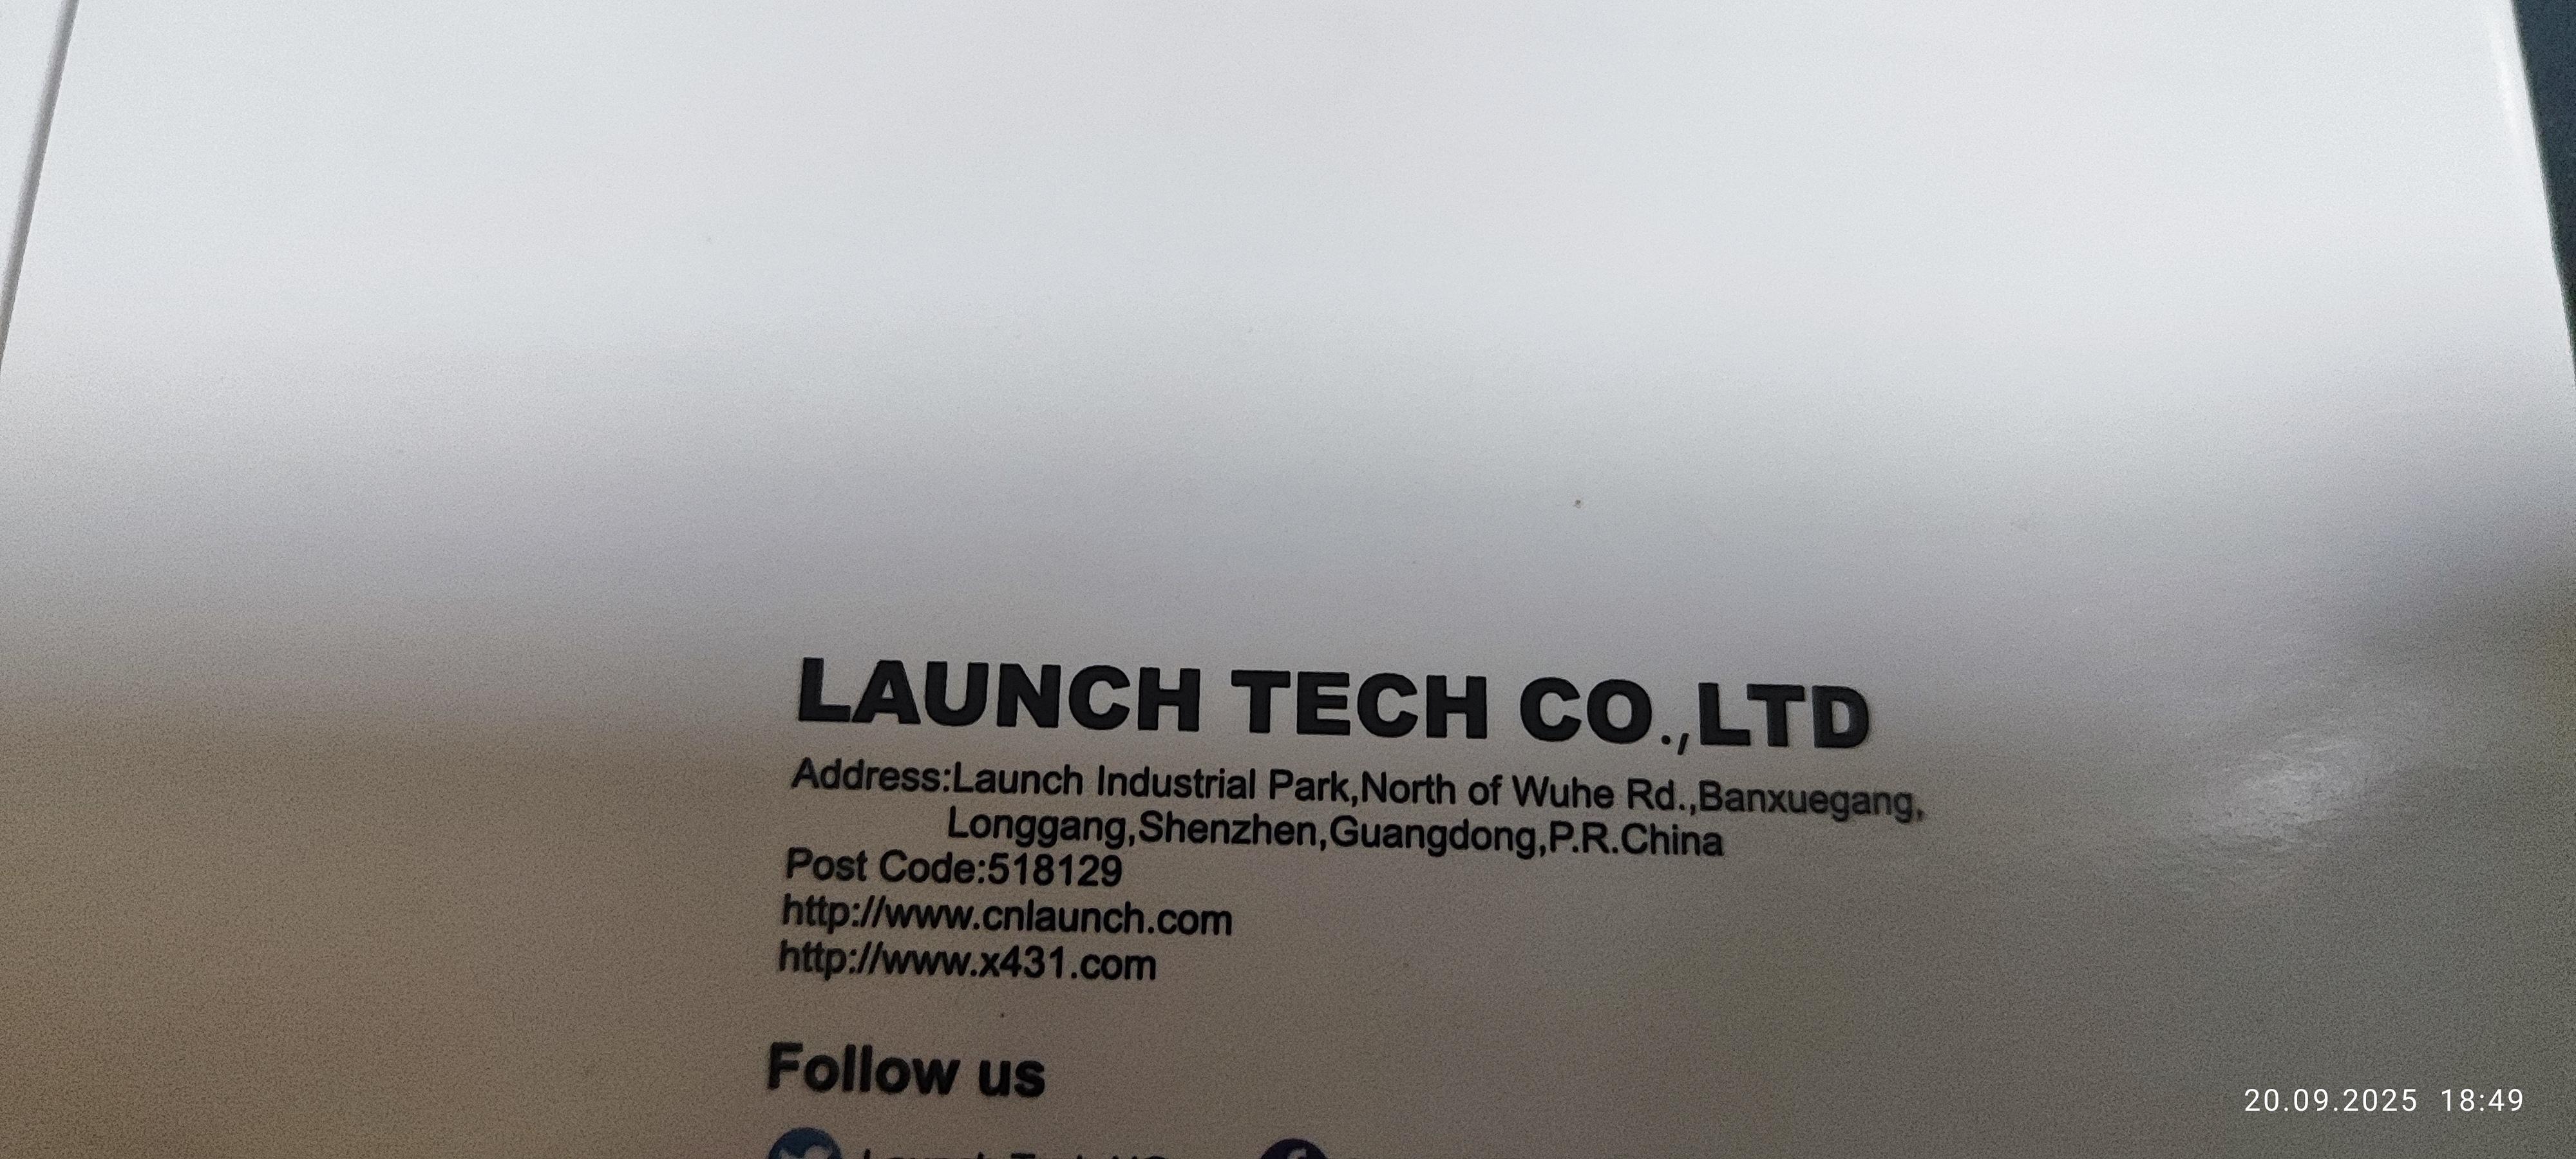 LAUNCH TECH CO.,LTD
Address:Launch Industrial Park,North of Wuhe Rd.,Banxuegang,
Longgang,Shenzhen,Guangdong,P.R.China
Post Code:518129
http://www.cnlaunch.com
http://www.x431.com
Follow us
20.09.2025 18:49